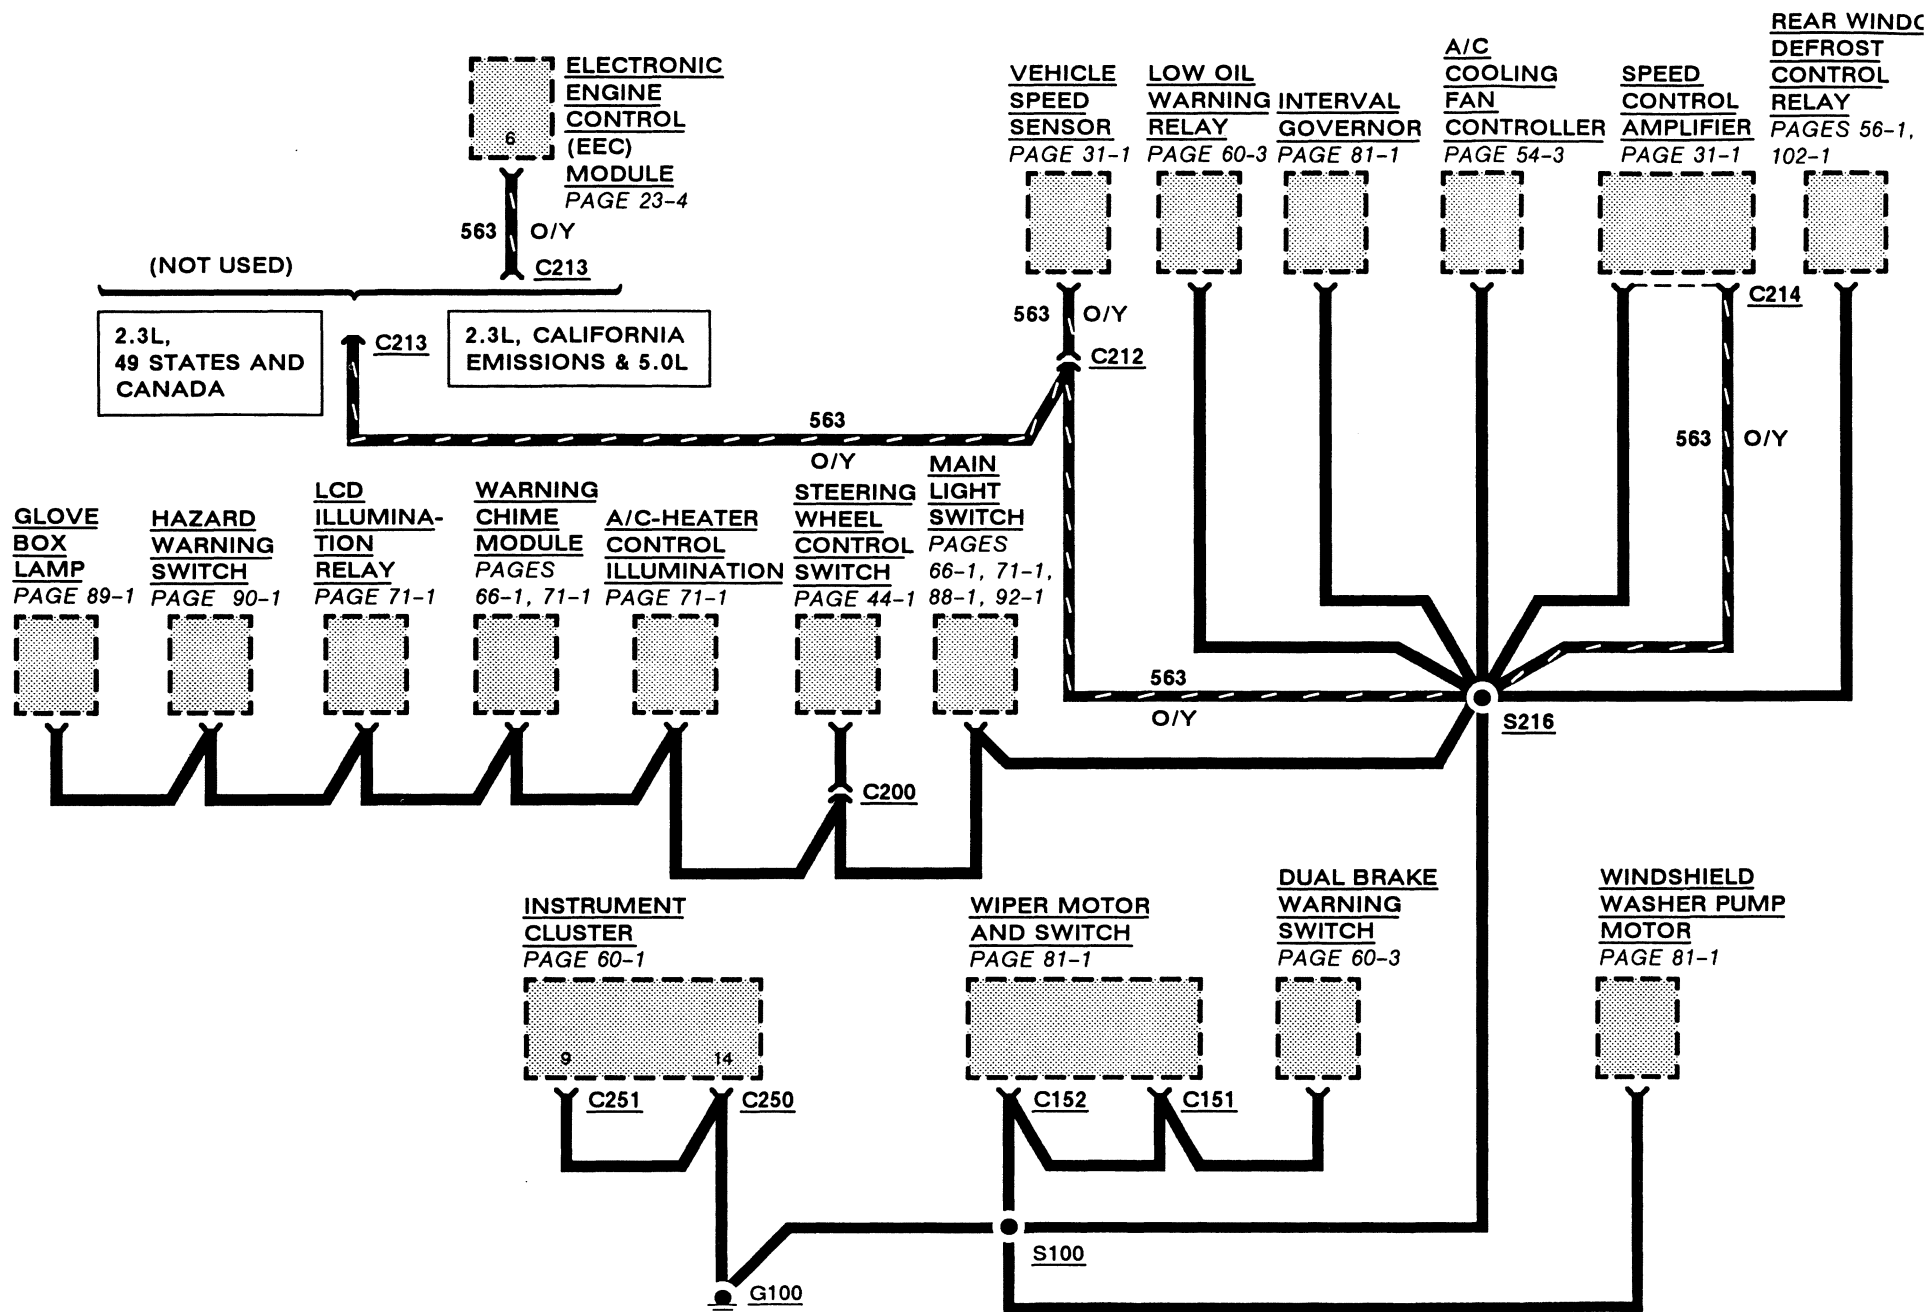 ELECTRONIC
ENGINE
CONTROL
(EEC)
MODULE
PAGE 23-4
6
563 O/Y
C213
(NOT USED)
2.3L,
49 STATES AND
CANADA
C213
2.3L, CALIFORNIA
EMISSIONS & 5.0L
VEHICLE
SPEED
SENSOR
PAGE 31-1
LOW OIL
WARNING
RELAY
PAGE 60-3
INTERVAL
GOVERNOR
PAGE 81-1
A/C
COOLING
FAN
CONTROLLER
PAGE 54-3
SPEED
CONTROL
AMPLIFIER
PAGE 31-1
REAR WINDO
DEFROST
CONTROL
RELAY
PAGES 56-1,
102-1
563 O/Y
C212
C214
563 O/Y
563
O/Y
GLOVE
BOX
LAMP
PAGE 89-1
HAZARD
WARNING
SWITCH
PAGE 90-1
LCD
ILLUMINA-
TION
RELAY
PAGE 71-1
WARNING
CHIME
MODULE
PAGES
66-1, 71-1
A/C-HEATER
CONTROL
ILLUMINATION
PAGE 71-1
STEERING
WHEEL
CONTROL
SWITCH
PAGE 44-1
MAIN
LIGHT
SWITCH
PAGES
66-1, 71-1,
88-1, 92-1
563
O/Y
S216
C200
INSTRUMENT
CLUSTER
PAGE 60-1
9 14
C251
C250
WIPER MOTOR
AND SWITCH
PAGE 81-1
C152
C151
DUAL BRAKE
WARNING
SWITCH
PAGE 60-3
WINDSHIELD
WASHER PUMP
MOTOR
PAGE 81-1
S100
G100